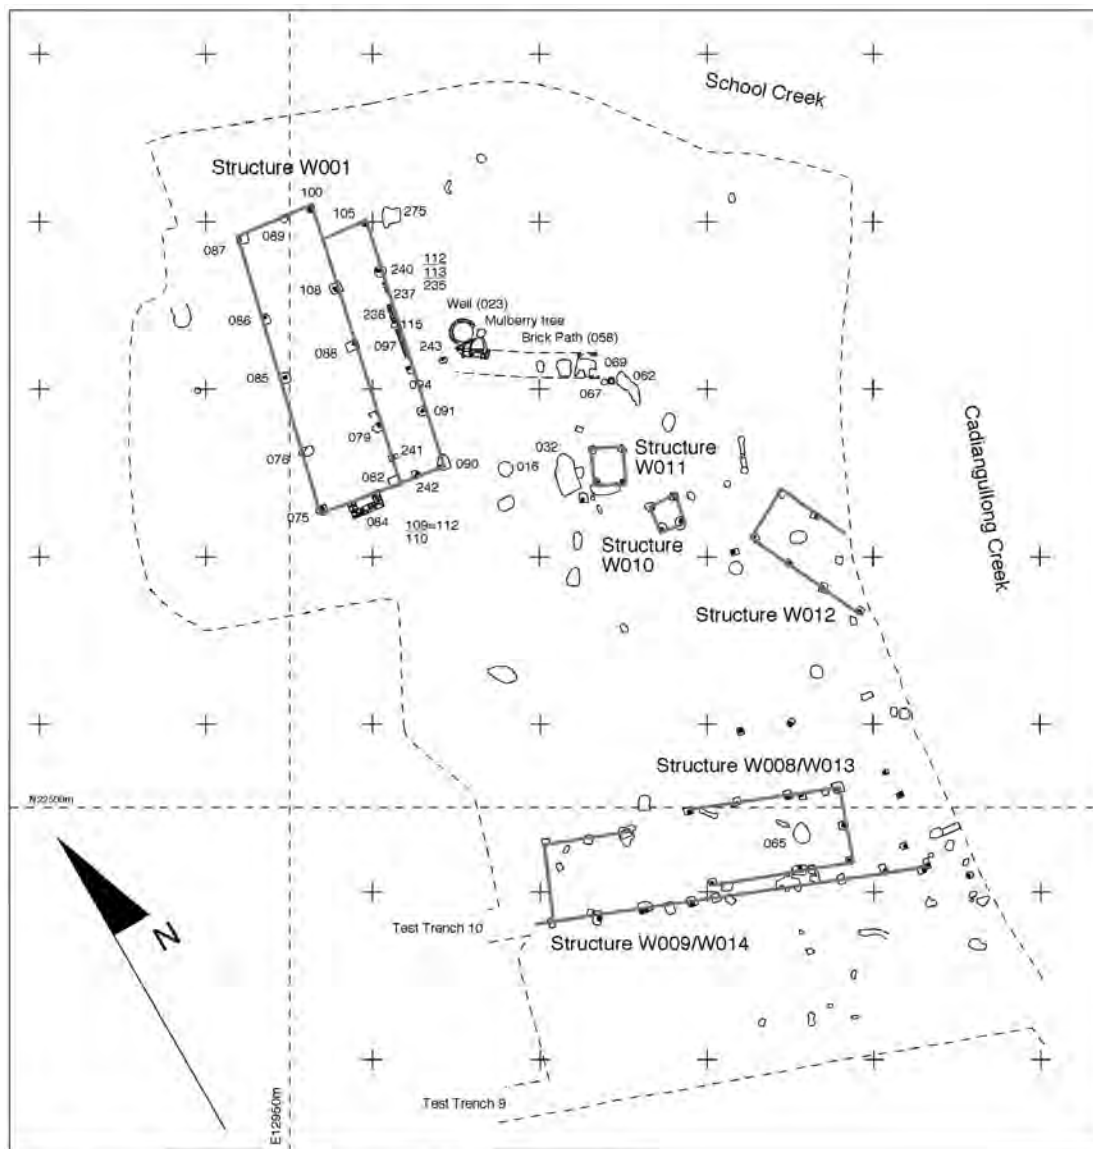 School Creek
Structure W001
100
105
275
089
087
240
112
113
235
108
237
Well (023)
238
Mulberry tree
086
115
Brick Path (058)
088
097
243
069
062
085
094
067
091
079
032
Structure
W011
Cadiangullong Creek
076
241
090
016
082
242
075
084
109=112
110
Structure
W010
Structure W012
Structure W008/W013
N22500m
065
Test Trench 10
Structure W009/W014
N
Test Trench 9
E12950m